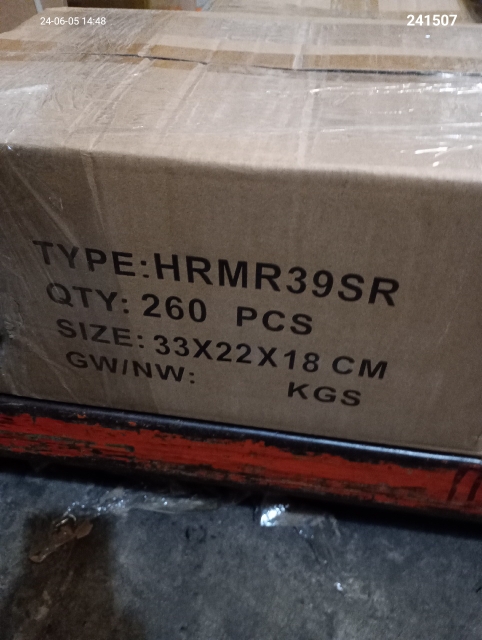 24-06-05 14:48
241507
TYPE:HRMR39SR
QTY: 260 PCS
SIZE: 33X22X18 CM
GW/NW: KGS